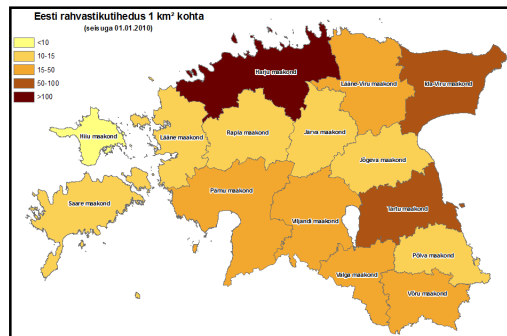 Eesti rahvastikutihedus 1 km² kohta
(seisuga 01.01.2010)
<10
10-15
15-50
50-100
>100
Harju maakond
Lääne-Viru maakond
Ida-Viru maakond
Hiiu maakond
Lääne maakond
Rapla maakond
Järva maakond
Jõgeva maakond
Saare maakond
Pärnu maakond
Viljandi maakond
Tartu maakond
Põlva maakond
Valga maakond
Võru maakond